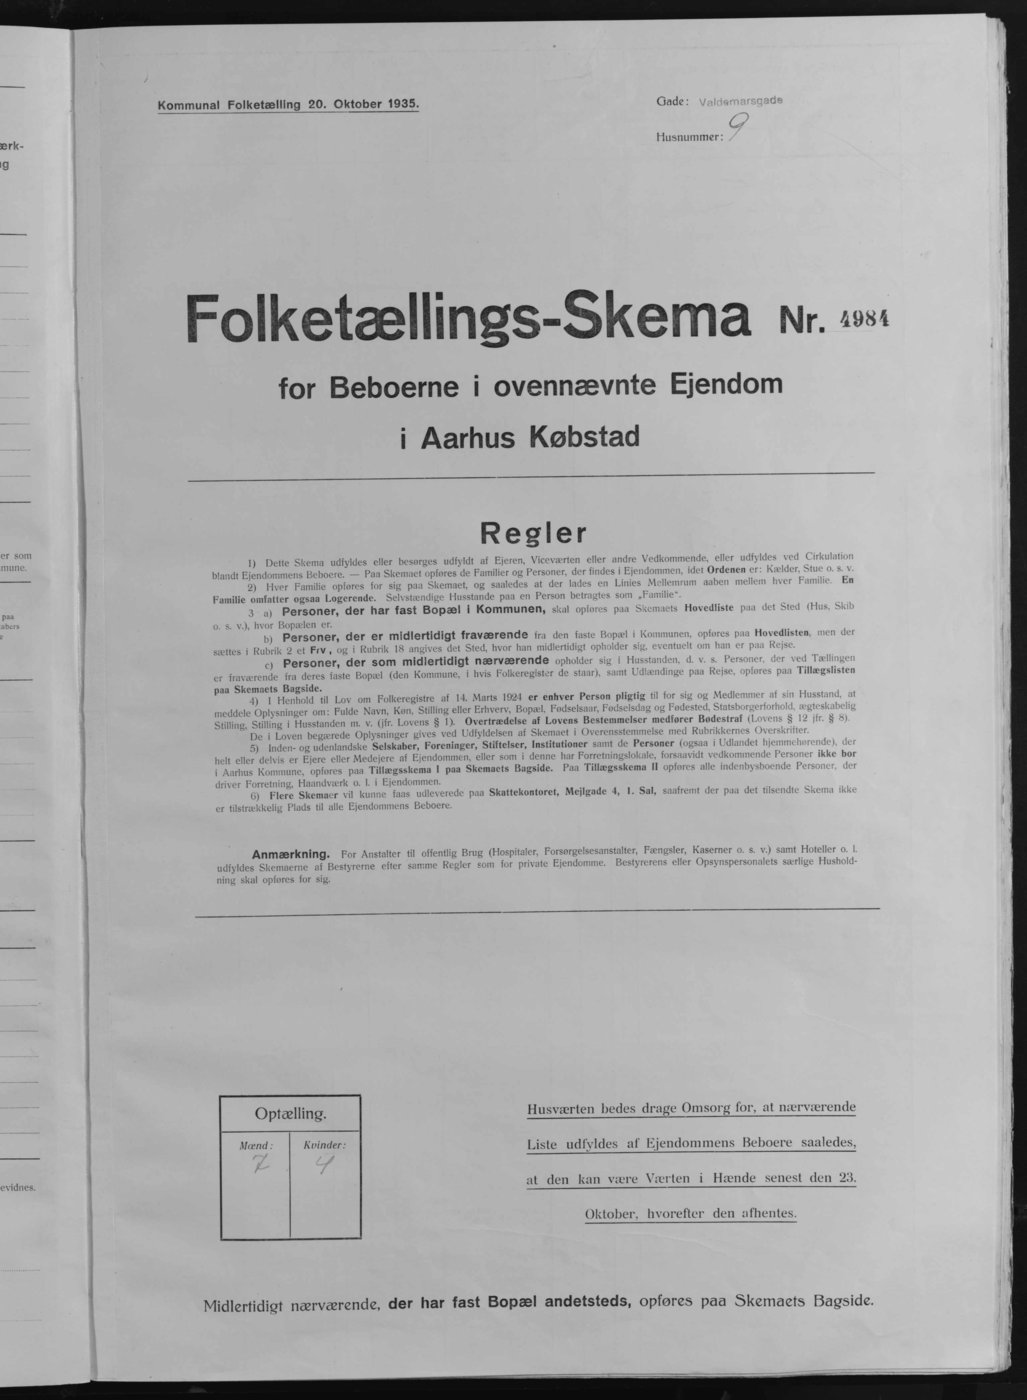 Kommunal Folketælling 20. Oktober 1935.
Gade: Valdemarsgade
Husnummer: 9
Folketællings-Skema Nr. 4984
for Beboerne i ovennævnte Ejendom
i Aarhus Købstad
Regler
1) Dette Skema udfyldes eller besørges udfyldt af Ejeren, Viceværten eller andre Vedkommende, eller udfyldes ved Cirkulation
blandt Ejendommens Beboere. — Paa Skemaet opføres de Familier og Personer, der findes i Ejendommen, idet Ordenen er: Kælder, Stue o. s. v.
2) Hver Familie opføres for sig paa Skemaet, og saaledes at der lades en Linies Mellemrum aaben mellem hver Familie. En
Familie omfatter ogsaa Logerende. Selvstændige Husstande paa en Person betragtes som „Familie“.
3 a) Personer, der har fast Bopæl i Kommunen, skal opføres paa Skemaets Hovedliste paa det Sted (Hus, Skib
o. s. v.), hvor Bopælen er.
b) Personer, der er midlertidigt fraværende fra den faste Bopæl i Kommunen, opføres paa Hovedlisten, men der
sættes i Rubrik 2 et Frv., og i Rubrik 18 angives det Sted, hvor han midlertidigt opholder sig, eventuelt om han er paa Rejse.
c) Personer, der som midlertidigt nærværende opholder sig i Husstanden, d. v. s. Personer, der ved Tællingen
er fraværende fra deres faste Bopæl (den Kommune, i hvis Folkeregister de staar), samt Udlændinge paa Rejse, opføres paa Tillægslisten
paa Skemaets Bagside.
4) I Henhold til Lov om Folkeregistre af 14. Marts 1924 er enhver Person pligtig til for sig og Medlemmer af sin Husstand, at
meddele Oplysninger om: Fulde Navn, Køn, Stilling eller Erhverv, Bopæl, Fødselsaar, Fødselsdag og Fødested, Statsborgerforhold, ægteskabelig
Stilling, Stilling i Husstanden m. v. (jfr. Lovens § 1). Overtrædelse af Lovens Bestemmelser medfører Bødestraf (Lovens § 12 jfr. § 8).
De i Loven begærede Oplysninger gives ved Udfyldelsen af Skemaet i Overensstemmelse med Rubrikkernes Overskrifter.
5) Inden- og udenlandske Selskaber, Foreninger, Stiftelser, Institutioner samt de Personer (ogsaa i Udlandet hjemmehørende), der
helt eller delvis er Ejere eller Medejere af Ejendommen, eller som i denne har Forretningslokale, forsaavidt vedkommende Personer ikke bor
i Aarhus Kommune, opføres paa Tillægsskema I paa Skemaets Bagside. Paa Tillægsskema II opføres alle indenbysboende Personer, der
driver Forretning, Haandværk o. l. i Ejendommen.
6) Flere Skemaer vil kunne faas udleverede paa Skattekontoret, Mejlgade 4, 1. Sal, saafremt der paa det tilsendte Skema ikke
er tilstrækkelig Plads til alle Ejendommens Beboere.
Anmærkning. For Anstalter til offentlig Brug (Hospitaler, Forsørgelsesanstalter, Fængsler, Kaserner o. s. v.) samt Hoteller o. l.
udfyldes Skemaerne af Bestyrerne efter samme Regler som for private Ejendomme. Bestyrerens eller Opsynspersonalets særlige Hushold-
ning skal opføres for sig.
Optælling.
Mænd: Kvinder:
7 4
Husværten bedes drage Omsorg for, at nærværende
Liste udfyldes af Ejendommens Beboere saaledes,
at den kan være Værten i Hænde senest den 23.
Oktober, hvorefter den afhentes.
Midlertidigt nærværende, der har fast Bopæl andetsteds, opføres paa Skemaets Bagside.